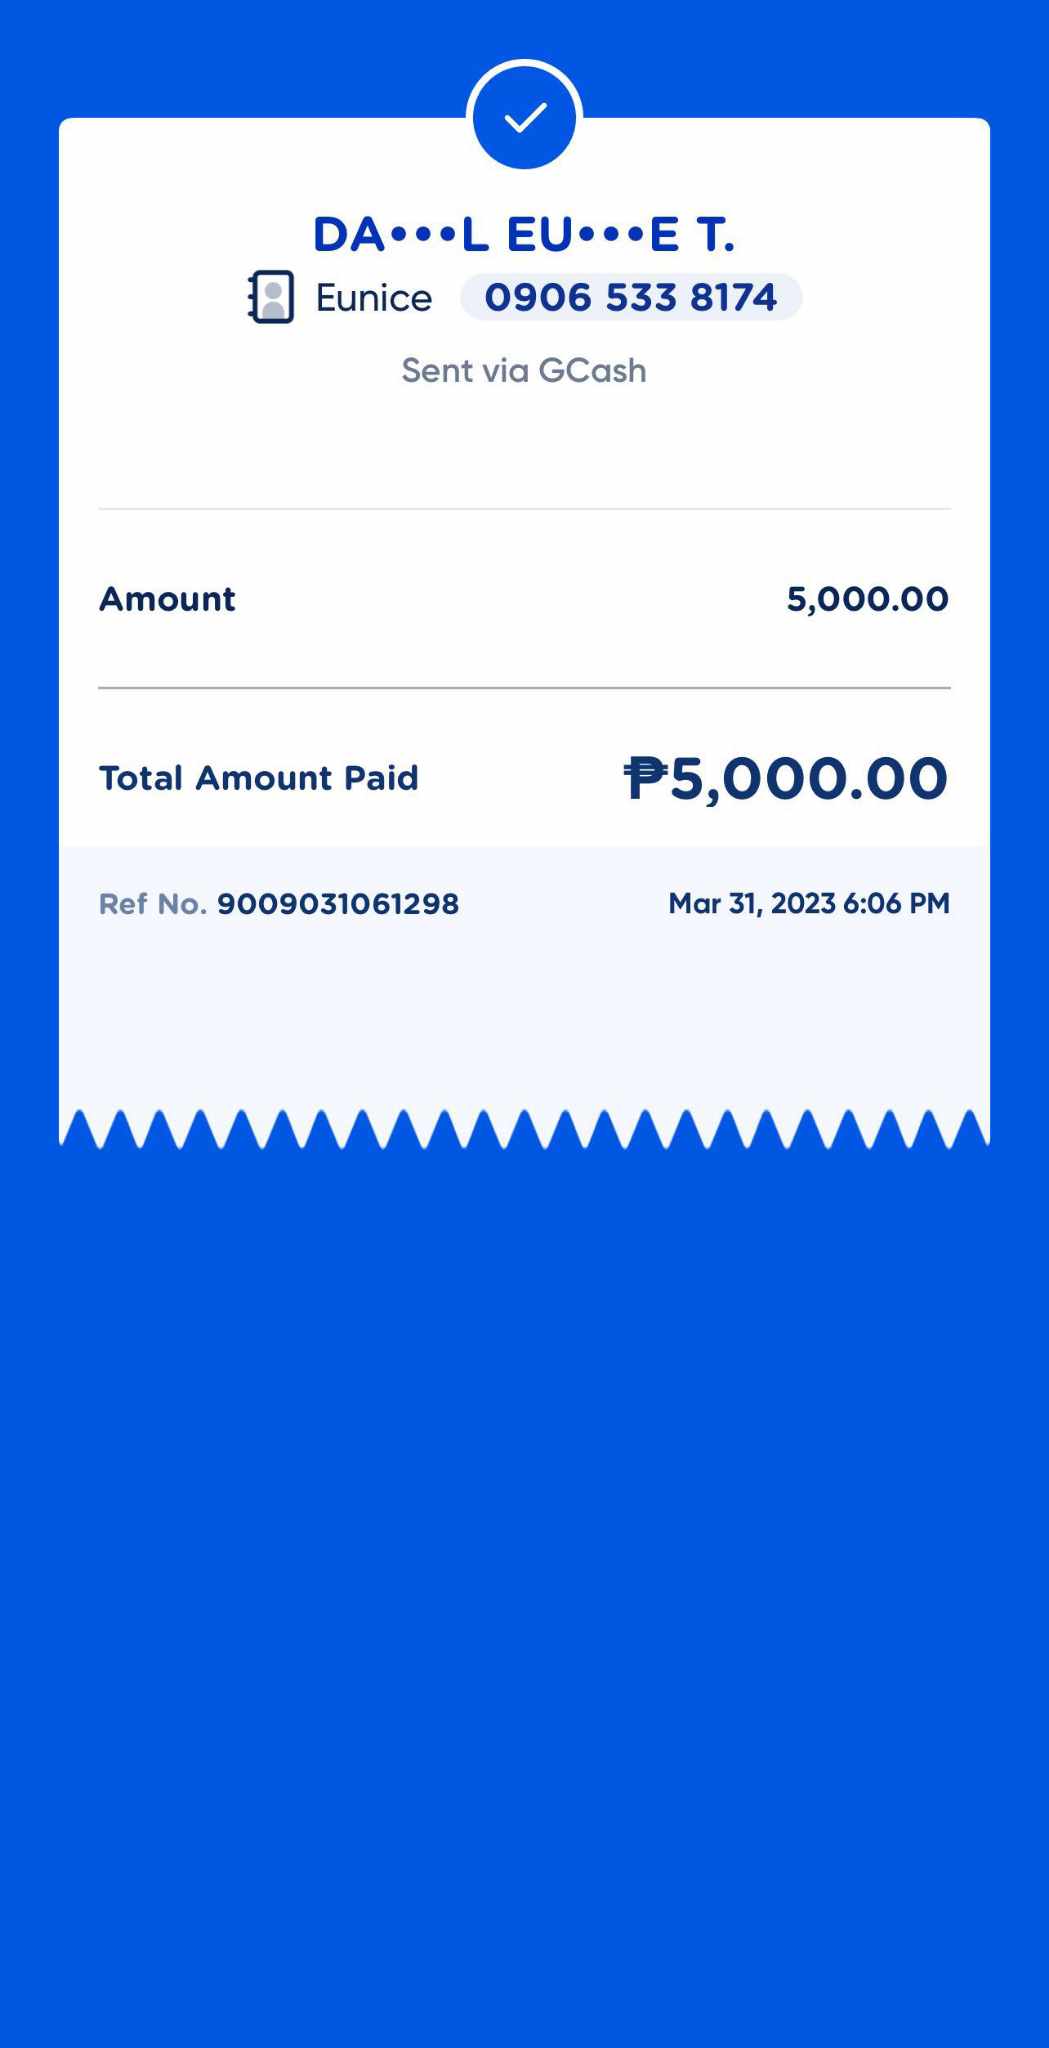 DA•••L EU•••E T.
Eunice 0906 533 8174
Sent via GCash
Amount 5,000.00
Total Amount Paid ₱5,000.00
Ref No. 9009031061298 Mar 31, 2023 6:06 PM